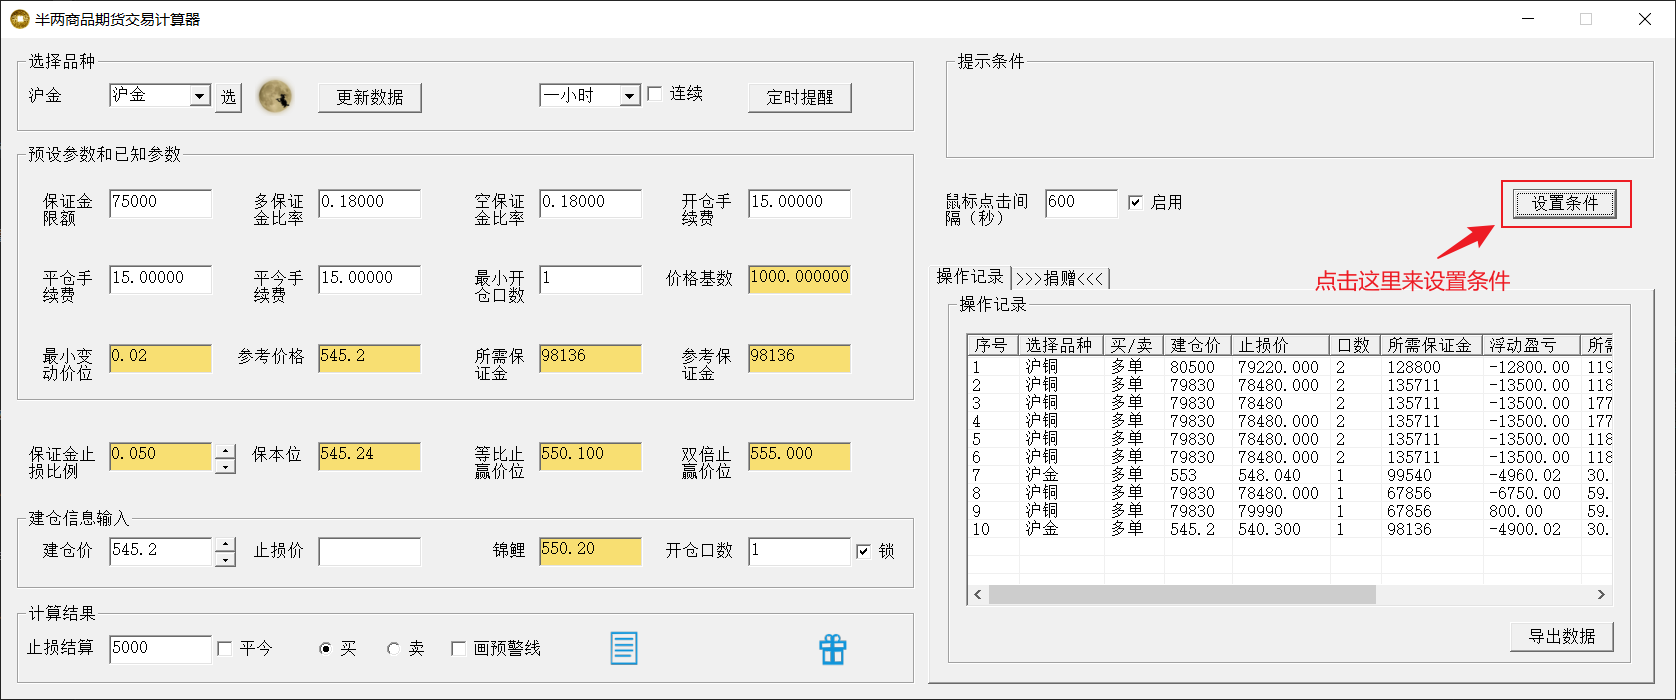 半两商品期货交易计算器
选择品种
沪金 沪金 选 更新数据 一小时 连续 定时提醒
预设参数和已知参数
保证金限额 75000 多保证金比率 0.18000 空保证金比率 0.18000 开仓手续费 15.00000
平仓手续费 15.00000 平今手续费 15.00000 最小开仓口数 1 价格基数 1000.000000
最小变动价位 0.02 参考价格 545.2 所需保证金 98136 参考保证金 98136
保证金止损比例 0.050 保本位 545.24 等比止赢价位 550.100 双倍止赢价位 555.000
建仓信息输入
建仓价 545.2 止损价 锦鲤 550.20 开仓口数 1 锁
计算结果
止损结算 5000 平今 买 卖 画预警线
提示条件
鼠标点击间隔（秒） 600 启用 设置条件
点击这里来设置条件
操作记录 >>>捐赠<<<
操作记录
序号 选择品种 买/卖 建仓价 止损价 口数 所需保证金 浮动盈亏 所需
1 沪铜 多单 80500 79220.000 2 128800 -12800.00 119
2 沪铜 多单 79830 78480.000 2 135711 -13500.00 118
3 沪铜 多单 79830 78480 2 135711 -13500.00 177
4 沪铜 多单 79830 78480.000 2 135711 -13500.00 177
5 沪铜 多单 79830 78480.000 2 135711 -13500.00 118
6 沪铜 多单 79830 78480.000 2 135711 -13500.00 118
7 沪金 多单 553 548.040 1 99540 -4960.02 30.
8 沪铜 多单 79830 78480.000 1 67856 -6750.00 59.
9 沪铜 多单 79830 79990 1 67856 800.00 59.
10 沪金 多单 545.2 540.300 1 98136 -4900.02 30.
导出数据